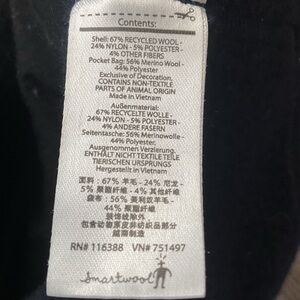 Contents:
Shell: 67% RECYCLED WOOL -
24% NYLON - 5% POLYESTER -
4% OTHER FIBERS
Pocket Bag: 56% Merino Wool -
44% Polyester
Exclusive of Decoration.
CONTAINS NON-TEXTILE
PARTS OF ANIMAL ORIGIN
Made in Vietnam
Außenmaterial:
67% RECYCELTE WOLLE -
24% NYLON - 5% POLYESTER -
4% ANDERE FASERN
Seitentasche: 56% Merinowolle -
44% Polyester
Ausgenommen Verzierung.
ENTHÄLT NICHT TEXTILE TEILE
TIERISCHEN URSPRUNGS
Hergestellt in Vietnam
面料: 67% 羊毛 - 24% 尼龙 -
5% 聚酯纤维 - 4% 其他纤维
袋布: 56% 美利奴羊毛 -
44% 聚酯纤维
装饰线除外
包含动物原皮非纺织品部分
越南制造
RN# 116388 VN# 751497
Smartwool